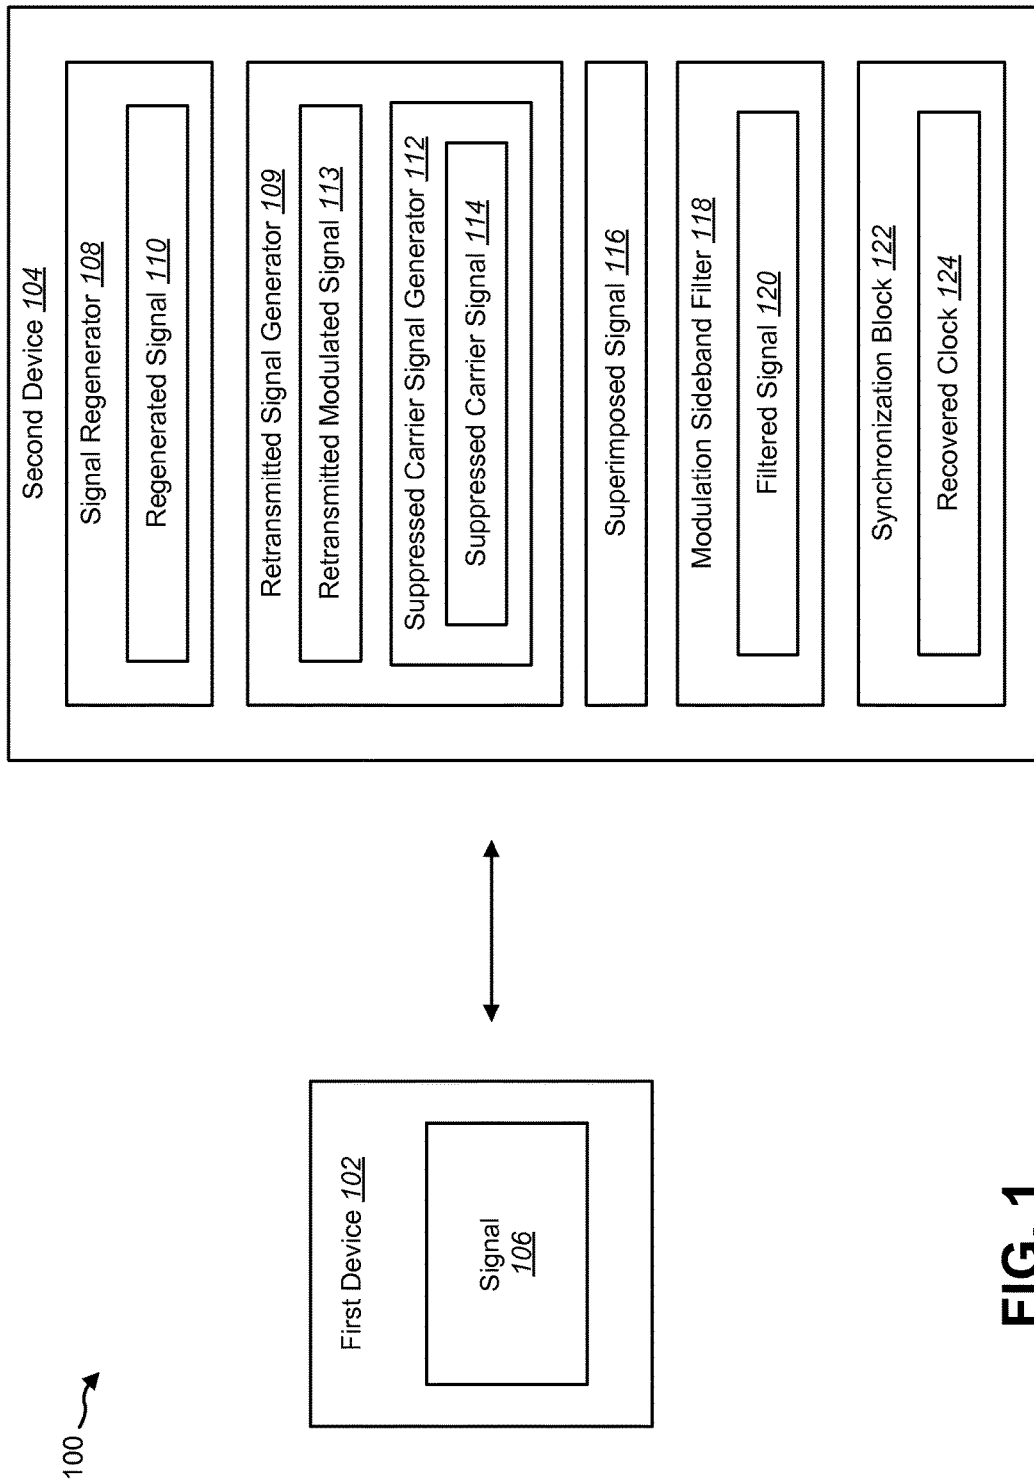 100
First Device 102
Signal
106
Second Device 104
Signal Regenerator 108
Regenerated Signal 110
Retransmitted Signal Generator 109
Retransmitted Modulated Signal 113
Suppressed Carrier Signal Generator 112
Suppressed Carrier Signal 114
Superimposed Signal 116
Modulation Sideband Filter 118
Filtered Signal 120
Synchronization Block 122
Recovered Clock 124
FIG. 1